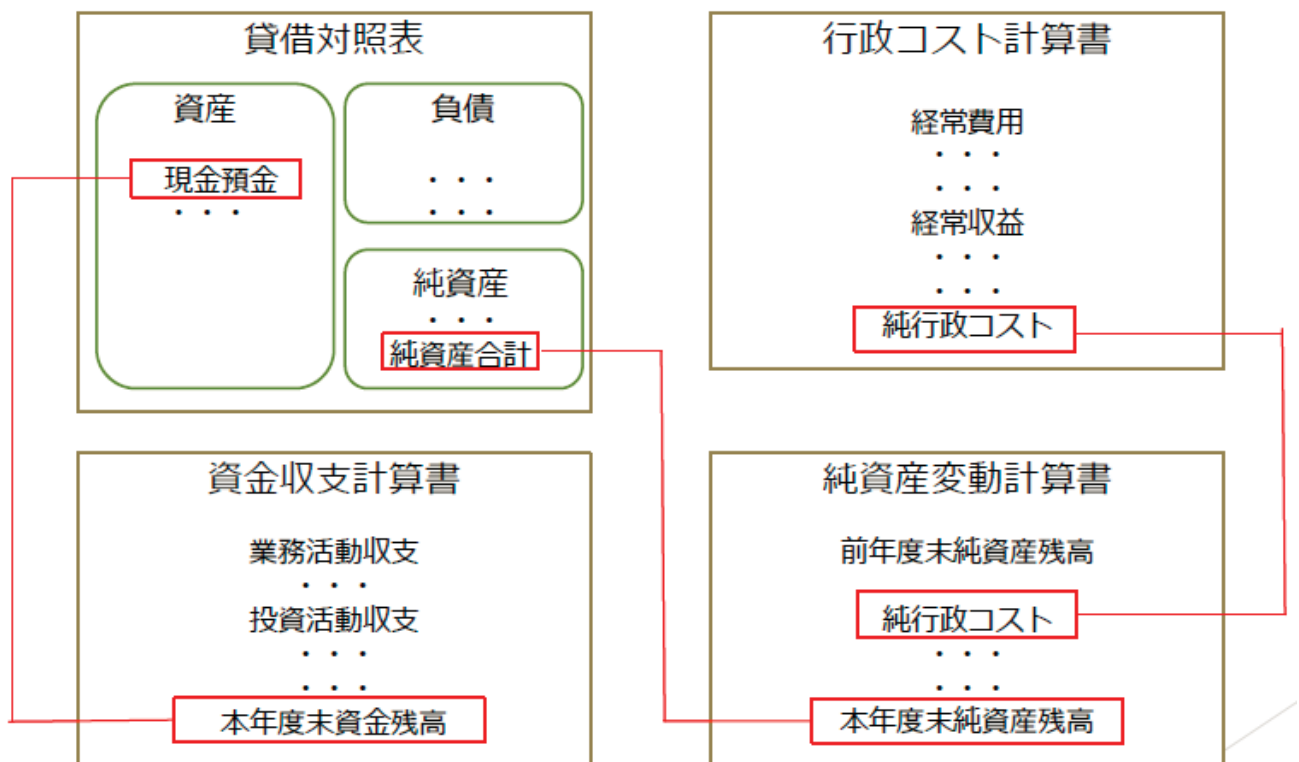 貸借対照表
資産
現金預金
・・・
負債
・・・
・・・
純資産
・・・
純資産合計
行政コスト計算書
経常費用
・・・
・・・
経常収益
・・・
・・・
純行政コスト
資金収支計算書
業務活動収支
・・・
投資活動収支
・・・
・・・
本年度末資金残高
純資産変動計算書
前年度末純資産残高
純行政コスト
・・・
・・・
本年度末純資産残高